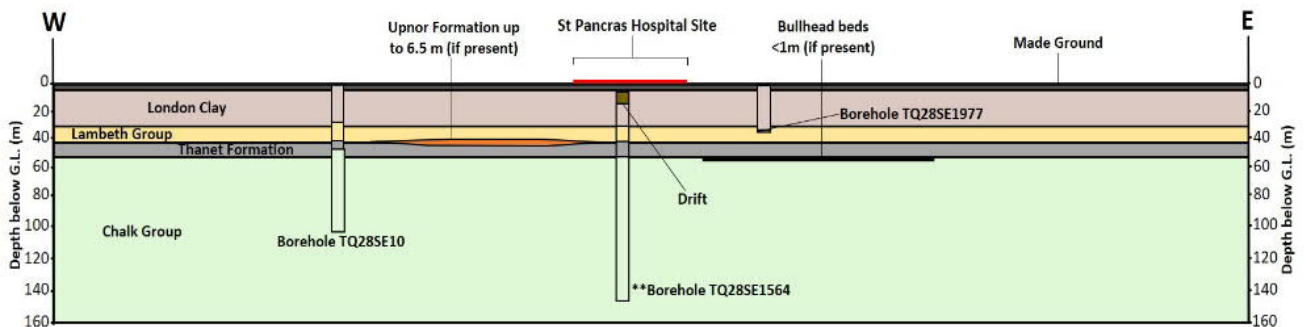 W
Upnor Formation up
to 6.5 m (if present)
St Pancras Hospital Site
Bullhead beds
<1m (if present)
Made Ground
E
Depth below G.L. (m)
0
20
40
60
80
100
120
140
160
London Clay
Lambeth Group
Thanet Formation
Chalk Group
Borehole TQ28SE10
Drift
**Borehole TQ28SE1564
Borehole TQ28SE1977
0
20
40
60
80
100
120
140
160
Depth below G.L. (m)